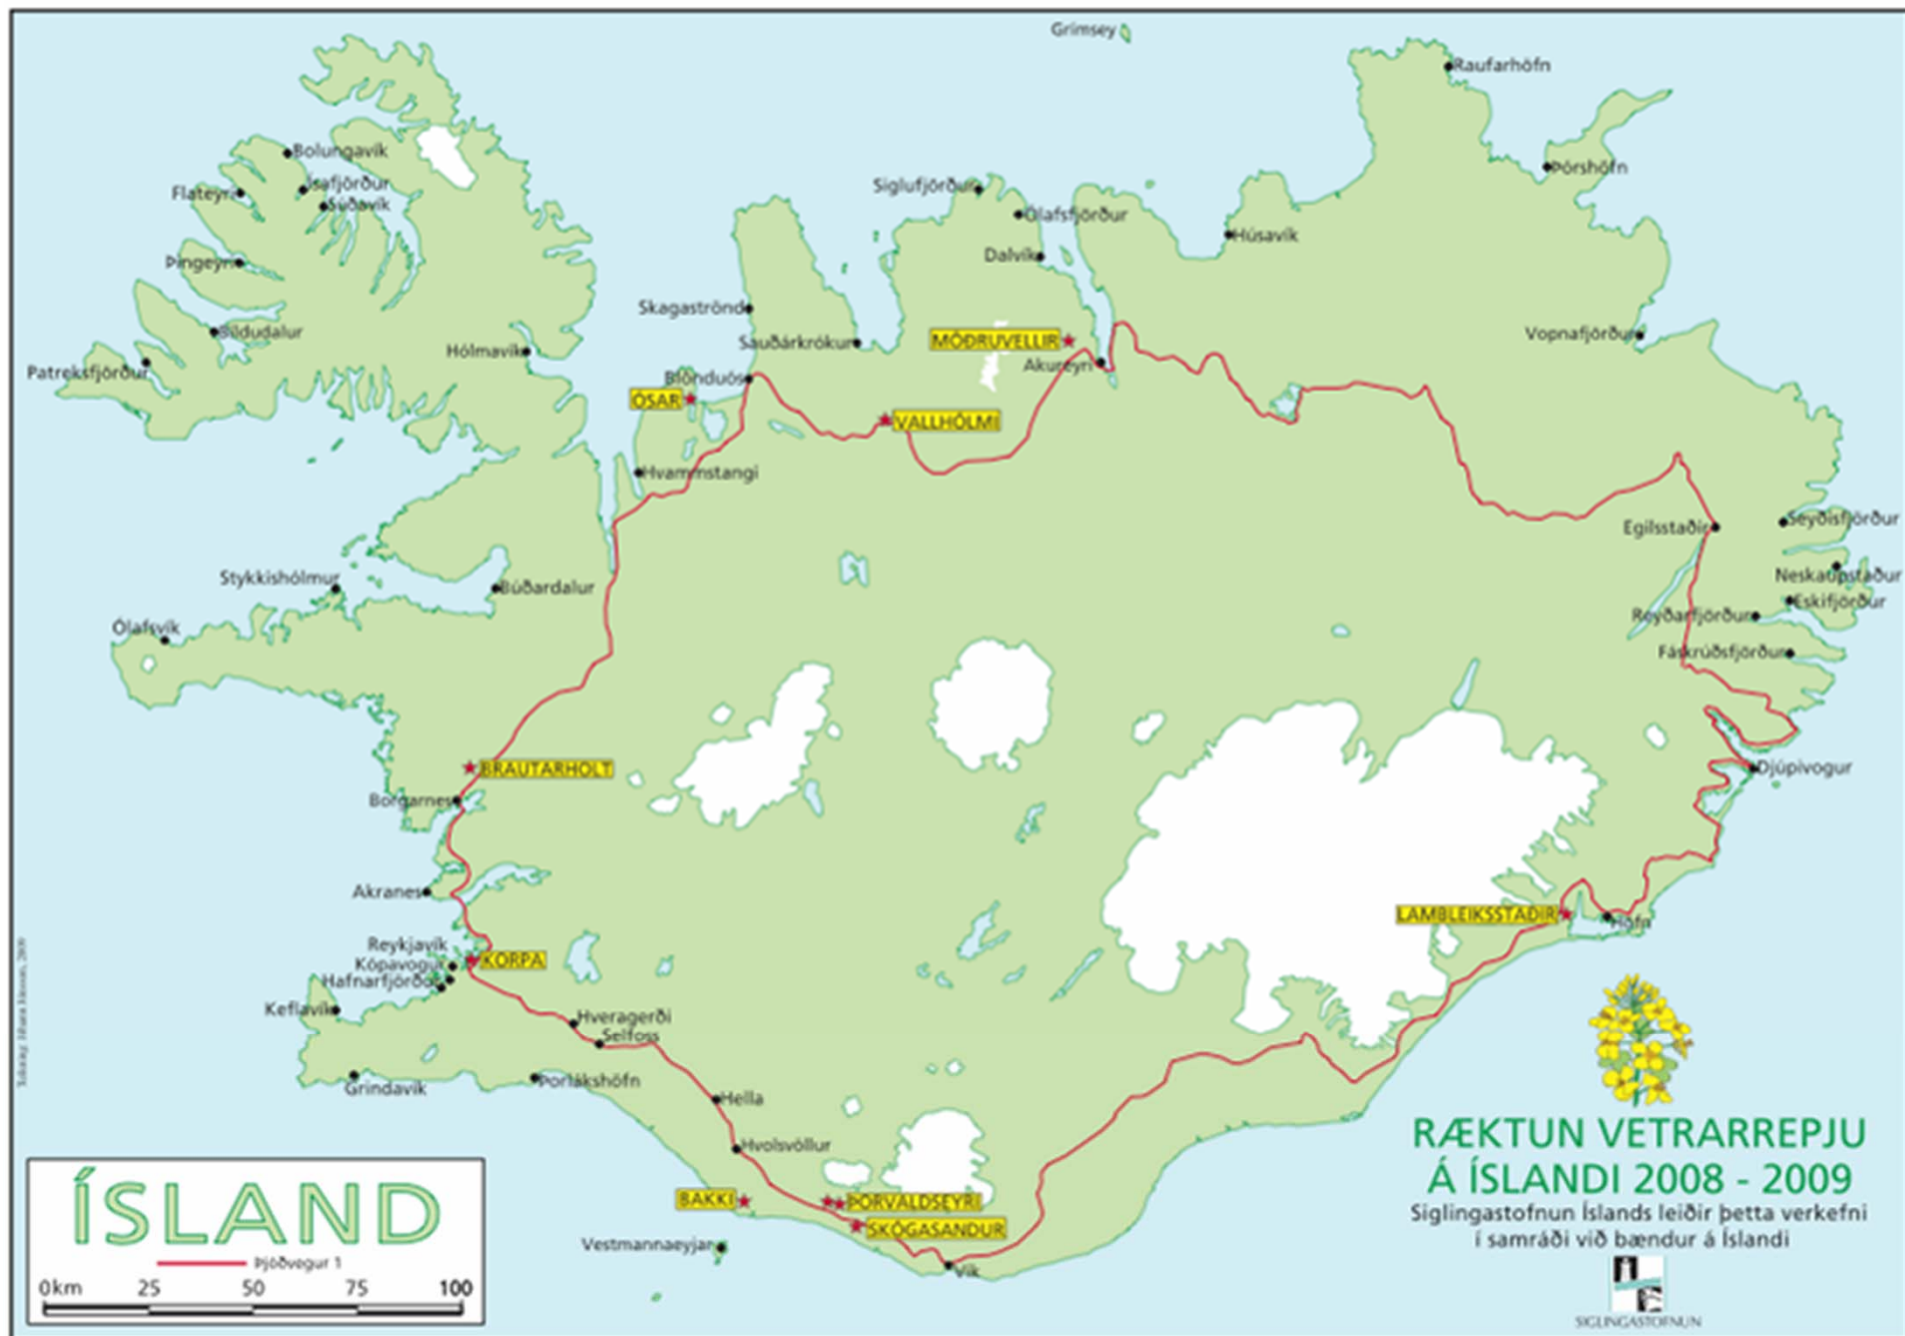 Grímsey
Raufarhöfn
Bolungavík
Ísafjörður
Flateyri
Súðavík
Þórshöfn
Siglufjörður
Ólafsfjörður
Húsavík
Dalvík
Þingeyri
Skagaströnd
Bíldudalur
Sauðárkrókur
MÖÐRUVELLIR
Vopnafjörður
Hólmavík
Akureyri
Patreksfjörður
Blönduós
ÓSAR
VALLHÓLMI
Hvammstangi
Egilsstaðir
Seyðisfjörður
Stykkishólmur
Búðardalur
Neskaupstaður
Eskifjörður
Reyðarfjörður
Ólafsvík
Fáskrúðsfjörður
BRAUTARHOLT
Djúpivogur
Borgarnes
Akranes
LAMBLEIKSSTAÐIR
Höfn
Reykjavík
Kópavogur
KORPA
Hafnarfjörður
Keflavík
Hveragerði
Selfoss
Grindavík
Þorlákshöfn
Hella
Hvolsvöllur
BAKKI
ÞORVALDSEYRI
SKÓGASANDUR
Vestmannaeyjar
Vík
RÆKTUN VETRARREPJU
Á ÍSLANDI 2008 - 2009
Siglingastofnun Íslands leiðir þetta verkefni
í samráði við bændur á Íslandi
SIGLINGASTOFNUN
ÍSLAND
Þjóðvegur 1
0km 25 50 75 100